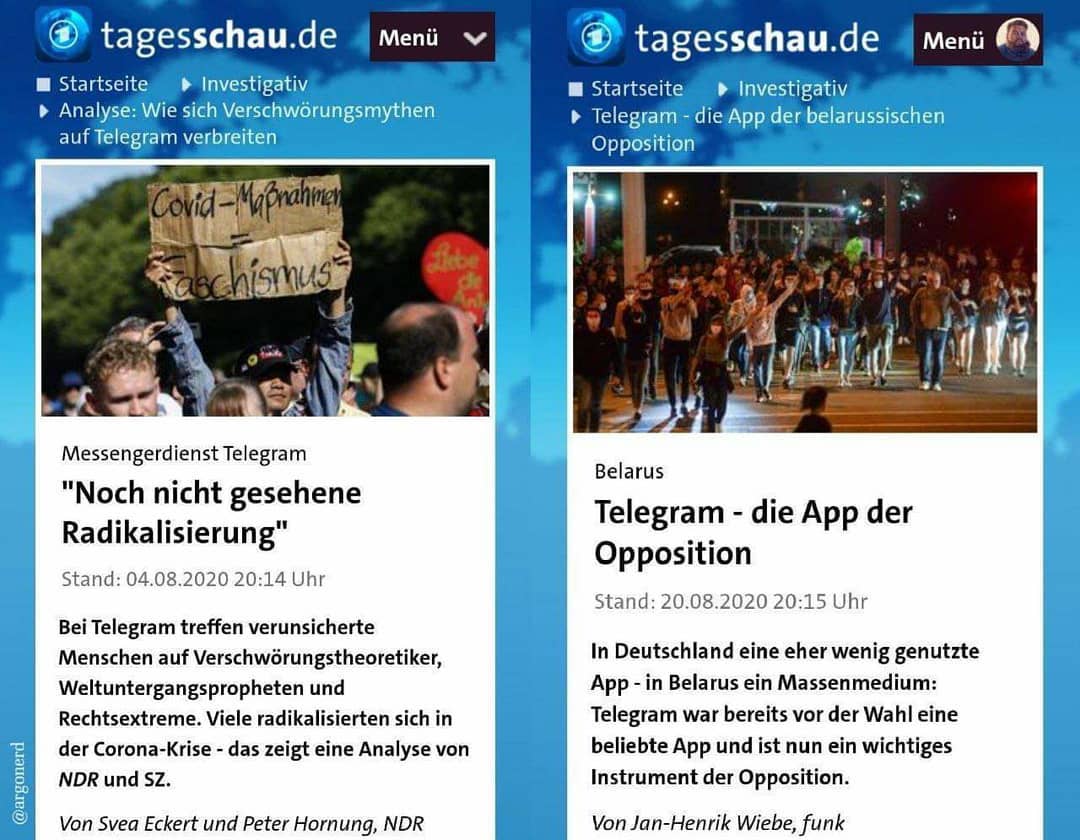 tagesschau.de
Menü
Startseite
Investigativ
Analyse: Wie sich Verschwörungsmythen
auf Telegram verbreiten
Covid-Maßnahmen
=
Faschismus
Liebe
die
Messengerdienst Telegram
"Noch nicht gesehene
Radikalisierung"
Stand: 04.08.2020 20:14 Uhr
Bei Telegram treffen verunsicherte
Menschen auf Verschwörungstheoretiker,
Weltuntergangspropheten und
Rechtsextreme. Viele radikalisierten sich in
der Corona-Krise - das zeigt eine Analyse von
NDR und SZ.
Von Svea Eckert und Peter Hornung, NDR
@argonerd
tagesschau.de
Menü
Startseite
Investigativ
Telegram - die App der belarussischen
Opposition
Belarus
Telegram - die App der
Opposition
Stand: 20.08.2020 20:15 Uhr
In Deutschland eine eher wenig genutzte
App - in Belarus ein Massenmedium:
Telegram war bereits vor der Wahl eine
beliebte App und ist nun ein wichtiges
Instrument der Opposition.
Von Jan-Henrik Wiebe, funk